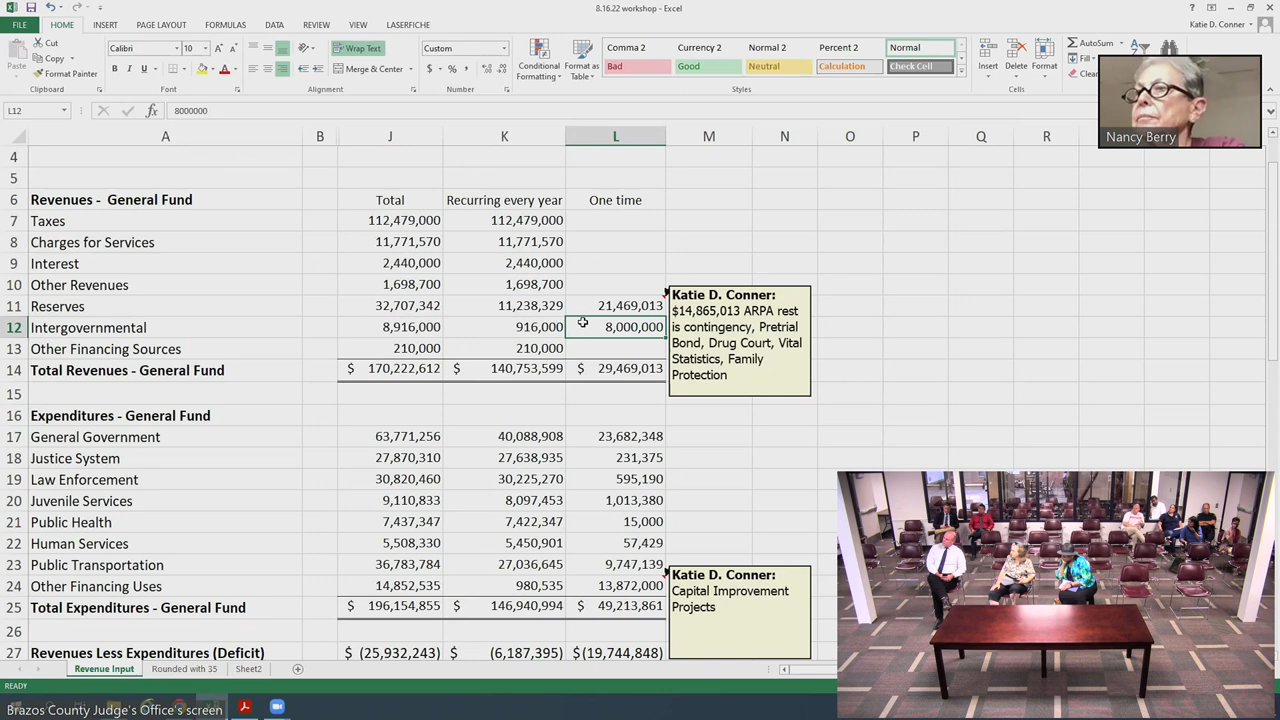 8.16.22 workshop - Excel
FILE HOME INSERT PAGE LAYOUT FORMULAS DATA REVIEW VIEW LASERFICHE
Katie D. Conner
Cut
Copy
Format Painter
Paste
Clipboard
Calibri 10
B I U
Font
Wrap Text
Merge & Center
Alignment
Custom
$ % ,
Number
Conditional Formatting
Format as Table
Comma 2 Currency 2 Normal 2 Percent 2 Normal
Bad Good Neutral Calculation Check Cell
Styles
Insert Delete Format
Cells
AutoSum
Fill
Clea
L12 fx 8000000
A B J K L M N O P Q R
4
5
6 Revenues - General Fund Total Recurring every year One time
7 Taxes 112,479,000 112,479,000
8 Charges for Services 11,771,570 11,771,570
9 Interest 2,440,000 2,440,000
10 Other Revenues 1,698,700 1,698,700
11 Reserves 32,707,342 11,238,329 21,469,013
12 Intergovernmental 8,916,000 916,000 8,000,000
13 Other Financing Sources 210,000 210,000
14 Total Revenues - General Fund $ 170,222,612 $ 140,753,599 $ 29,469,013
15
16 Expenditures - General Fund
17 General Government 63,771,256 40,088,908 23,682,348
18 Justice System 27,870,310 27,638,935 231,375
19 Law Enforcement 30,820,460 30,225,270 595,190
20 Juvenile Services 9,110,833 8,097,453 1,013,380
21 Public Health 7,437,347 7,422,347 15,000
22 Human Services 5,508,330 5,450,901 57,429
23 Public Transportation 36,783,784 27,036,645 9,747,139
24 Other Financing Uses 14,852,535 980,535 13,872,000
25 Total Expenditures - General Fund $ 196,154,855 $ 146,940,994 $ 49,213,861
26
27 Revenues Less Expenditures (Deficit) $ (25,932,243) $ (6,187,395) $(19,744,848)
Katie D. Conner:
$14,865,013 ARPA rest
is contingency, Pretrial
Bond, Drug Court, Vital
Statistics, Family
Protection
Katie D. Conner:
Capital Improvement
Projects
Nancy Berry
Revenue Input Rounded with 35 Sheet2
READY
Brazos County Judge's Office's screen